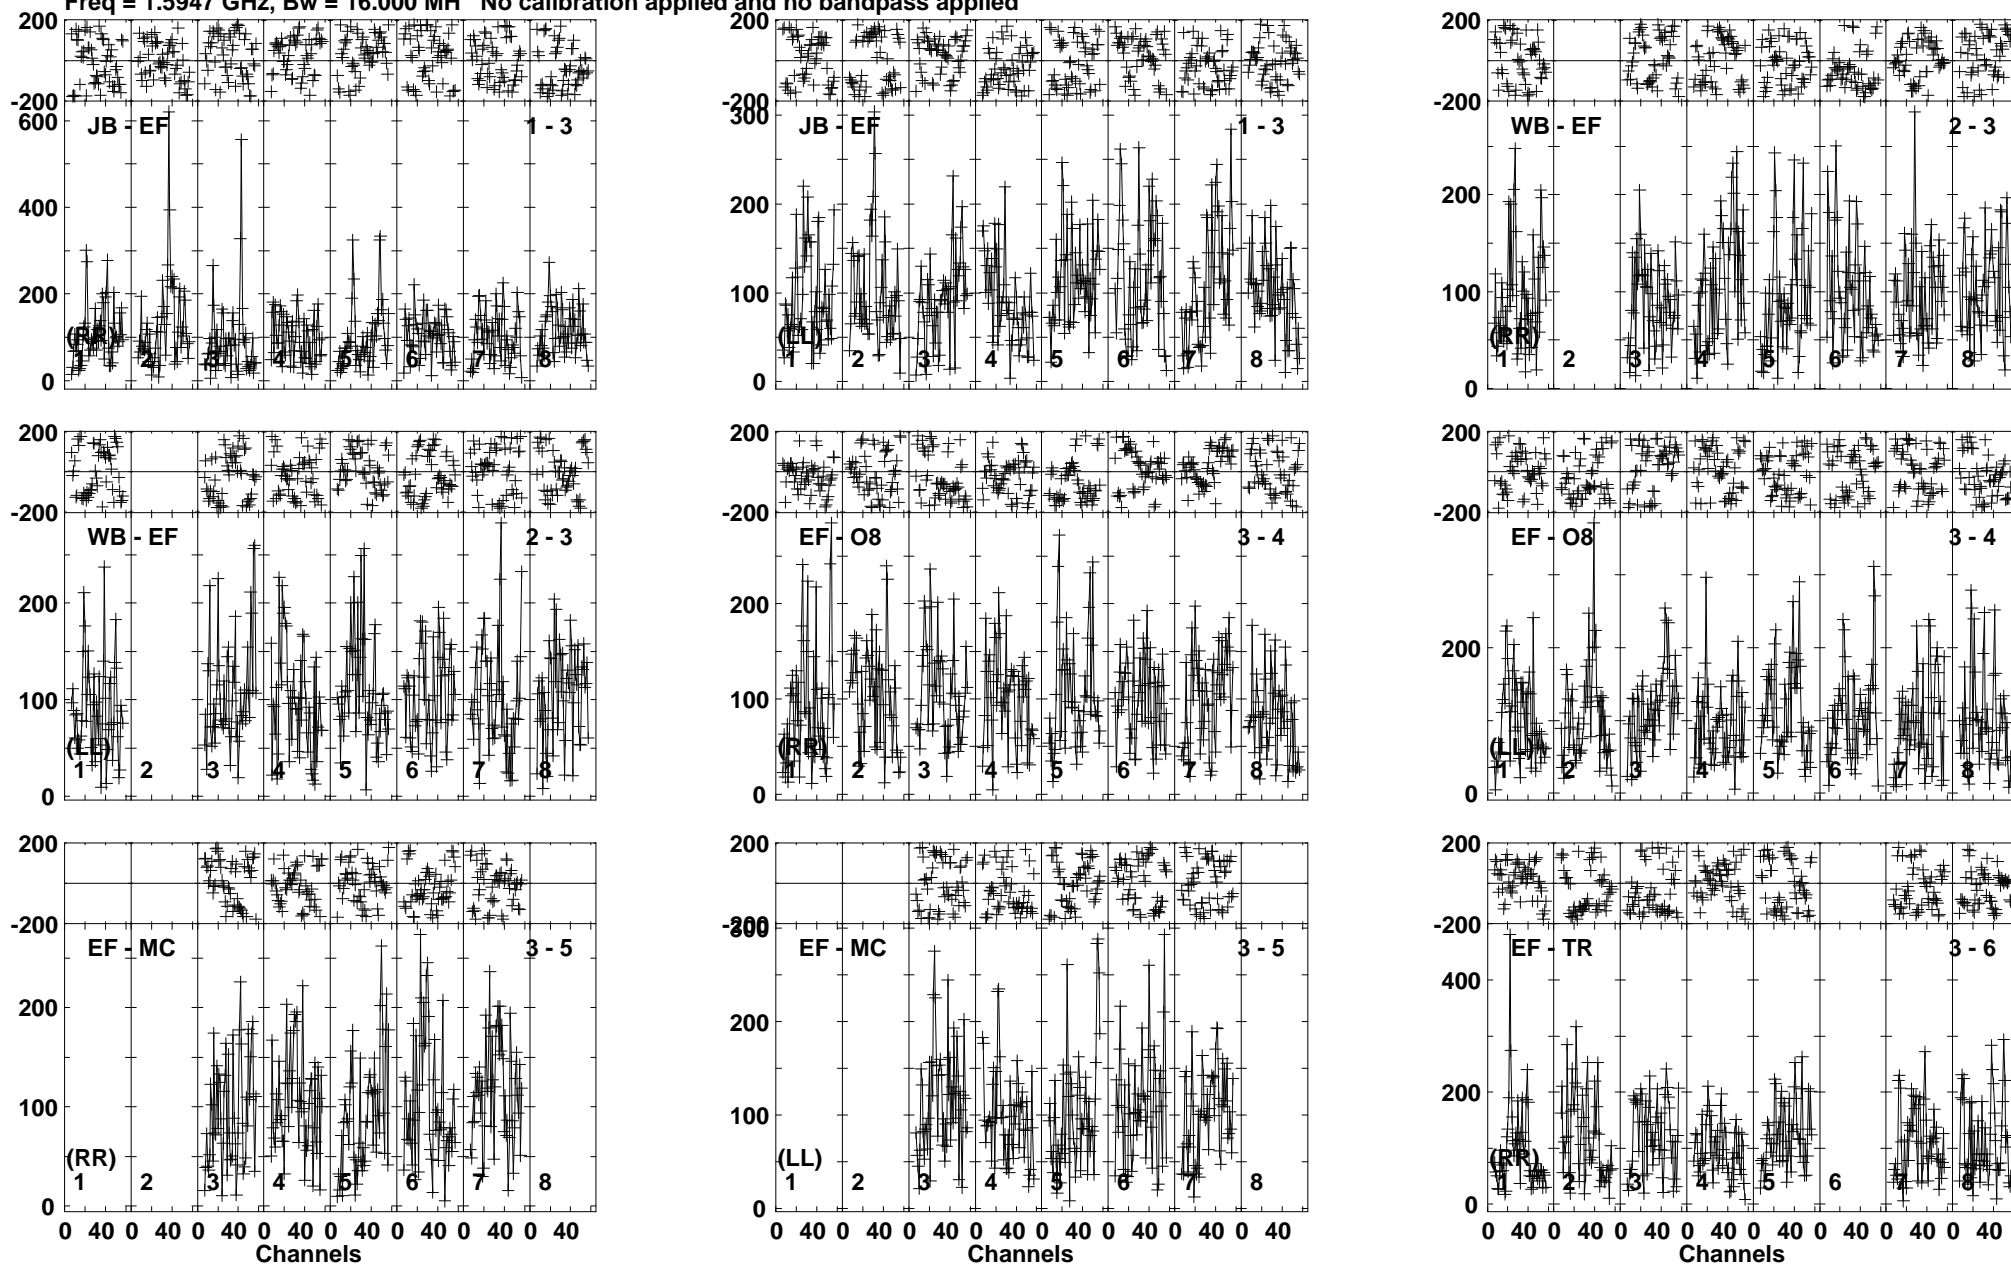 Freq = 1.5947 GHz, Bw = 16.000 MH No calibration applied and no bandpass applied
200 200 200
-200 -200 -200
600 JB - EF 1 - 3 300 JB - EF 1 - 3 WB - EF 2 - 3
400 200 200
200 100 100
(RR) (LL) (RR)
1 2 3 4 5 6 7 8 1 2 3 4 5 6 7 8 1 2 3 4 5 6 7 8
0 0 0
200 200 200
-200 -200 -200
WB - EF 2 - 3 EF - O8 3 - 4 EF - O8 3 - 4
200 200 200
100 100
(LL) (RR) (LL)
1 2 3 4 5 6 7 8 1 2 3 4 5 6 7 8 1 2 3 4 5 6 7 8
0 0 0
200 200 200
-200 -200 -200
300
EF - MC 3 - 5 EF - MC 3 - 5 EF - TR 3 - 6
200 200 400
100 100 200
(RR) (LL) (RR)
1 2 3 4 5 6 7 8 1 2 3 4 5 6 7 8 1 2 3 4 5 6 7 8
0 0 0
0 40 0 40 0 40 0 40 0 40 0 40 0 40 0 40 0 40 0 40 0 40 0 40 0 40 0 40 0 40 0 40 0 40 0 40 0 40 0 40 0 40 0 40 0 40 0 40
Channels Channels Channels